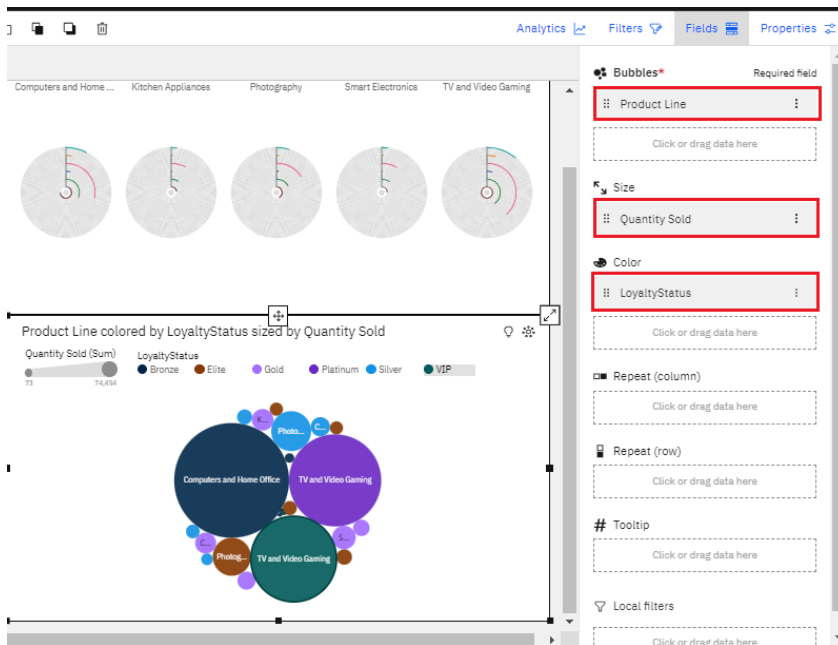 Analytics
Filters
Fields
Properties
Computers and Home ...
Kitchen Appliances
Photography
Smart Electronics
TV and Video Gaming
Product Line colored by LoyaltyStatus sized by Quantity Sold
Quantity Sold (Sum)
73
74,454
LoyaltyStatus
Bronze
Elite
Gold
Platinum
Silver
VIP
K...
Photo...
C...
Computers and Home Office
TV and Video Gaming
C...
S...
Photog...
TV and Video Gaming
Bubbles*
Required field
Product Line
Click or drag data here
Size
Quantity Sold
Color
LoyaltyStatus
Click or drag data here
Repeat (column)
Click or drag data here
Repeat (row)
Click or drag data here
Tooltip
Click or drag data here
Local filters
Click or drag data here